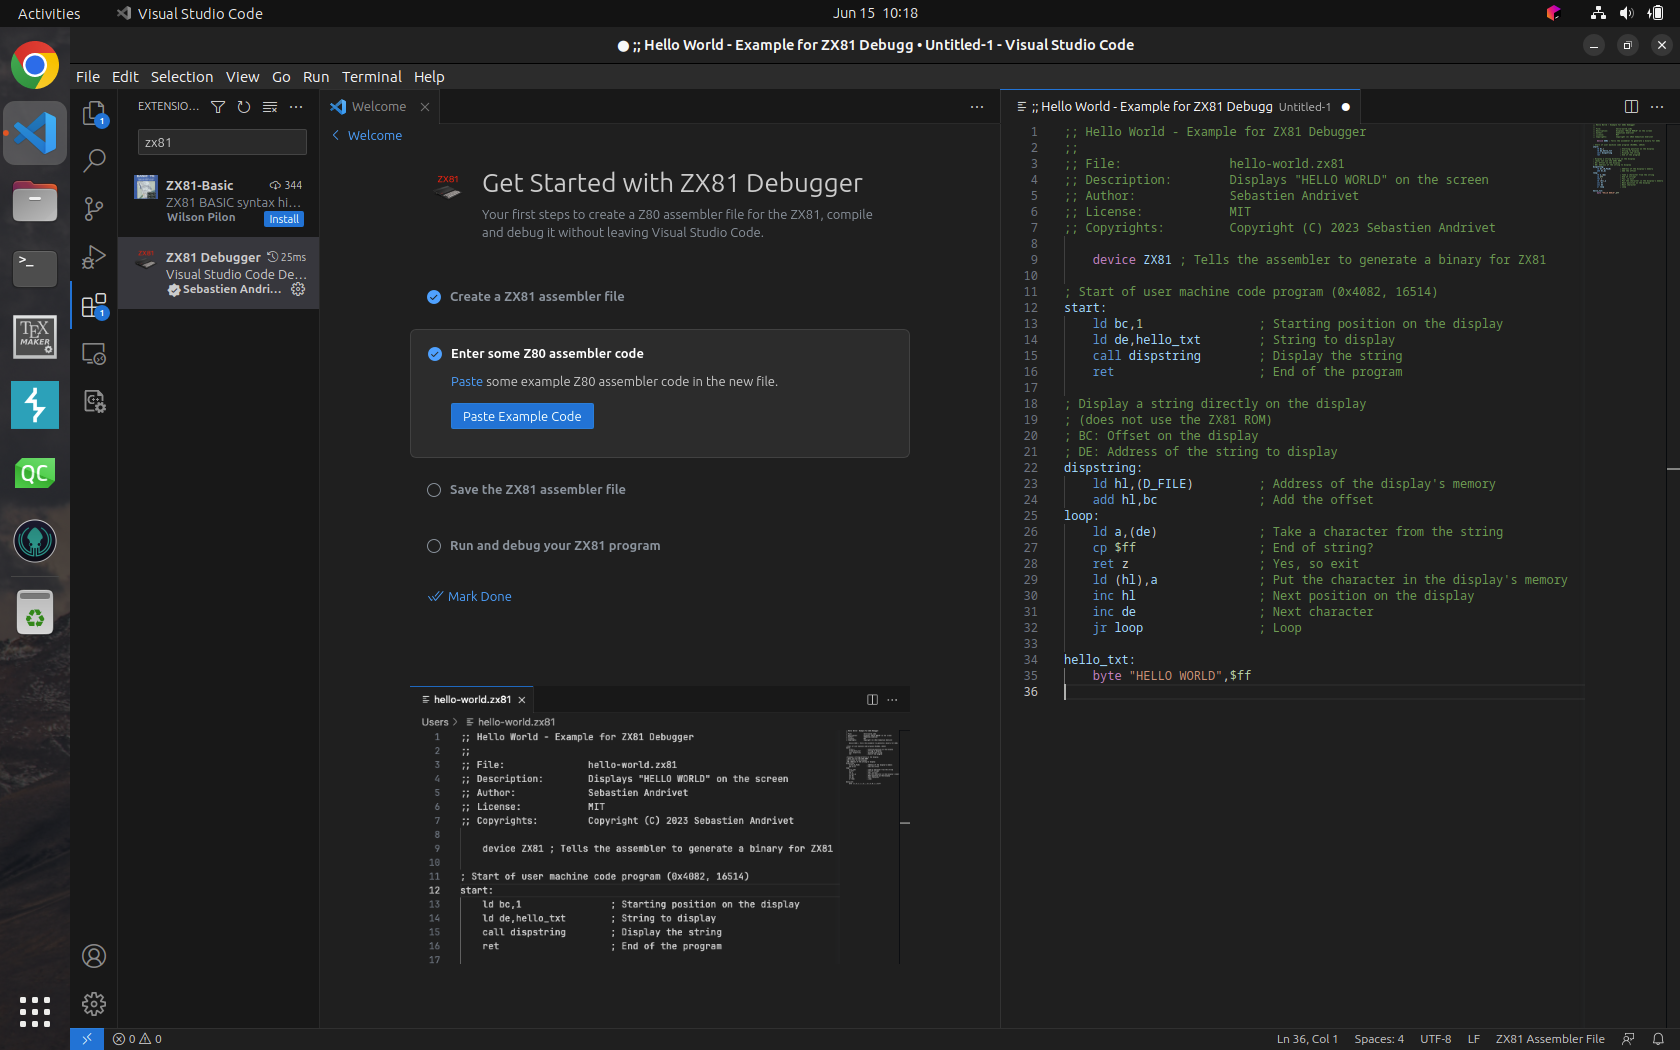 Activities
Visual Studio Code
Jun 15 10:18
;; Hello World - Example for ZX81 Debugg • Untitled-1 - Visual Studio Code
File Edit Selection View Go Run Terminal Help
EXTENSIO...
zx81
ZX81-Basic 344
ZX81 BASIC syntax hi...
Wilson Pilon Install
ZX81 Debugger 25ms
Visual Studio Code De...
Sebastien Andri...
1
1
TEX
MAKER
QC
Welcome
Welcome
ZX81
Get Started with ZX81 Debugger
Your first steps to create a Z80 assembler file for the ZX81, compile
and debug it without leaving Visual Studio Code.
Create a ZX81 assembler file
Enter some Z80 assembler code
Paste some example Z80 assembler code in the new file.
Paste Example Code
Save the ZX81 assembler file
Run and debug your ZX81 program
Mark Done
hello-world.zx81
Users > hello-world.zx81
1 ;; Hello World - Example for ZX81 Debugger
2 ;;
3 ;; File: hello-world.zx81
4 ;; Description: Displays "HELLO WORLD" on the screen
5 ;; Author: Sebastien Andrivet
6 ;; License: MIT
7 ;; Copyrights: Copyright (C) 2023 Sebastien Andrivet
8
9 device ZX81 ; Tells the assembler to generate a binary for ZX81
10
11 ; Start of user machine code program (0x4082, 16514)
12 start:
13 ld bc,1 ; Starting position on the display
14 ld de,hello_txt ; String to display
15 call dispstring ; Display the string
16 ret ; End of the program
17
;; Hello World - Example for ZX81 Debugg Untitled-1
1 ;; Hello World - Example for ZX81 Debugger
2 ;;
3 ;; File: hello-world.zx81
4 ;; Description: Displays "HELLO WORLD" on the screen
5 ;; Author: Sebastien Andrivet
6 ;; License: MIT
7 ;; Copyrights: Copyright (C) 2023 Sebastien Andrivet
8
9 device ZX81 ; Tells the assembler to generate a binary for ZX81
10
11 ; Start of user machine code program (0x4082, 16514)
12 start:
13 ld bc,1 ; Starting position on the display
14 ld de,hello_txt ; String to display
15 call dispstring ; Display the string
16 ret ; End of the program
17
18 ; Display a string directly on the display
19 ; (does not use the ZX81 ROM)
20 ; BC: Offset on the display
21 ; DE: Address of the string to display
22 dispstring:
23 ld hl,(D_FILE) ; Address of the display's memory
24 add hl,bc ; Add the offset
25 loop:
26 ld a,(de) ; Take a character from the string
27 cp $ff ; End of string?
28 ret z ; Yes, so exit
29 ld (hl),a ; Put the character in the display's memory
30 inc hl ; Next position on the display
31 inc de ; Next character
32 jr loop ; Loop
33
34 hello_txt:
35 byte "HELLO WORLD",$ff
36
0 0
Ln 36, Col 1 Spaces: 4 UTF-8 LF ZX81 Assembler File